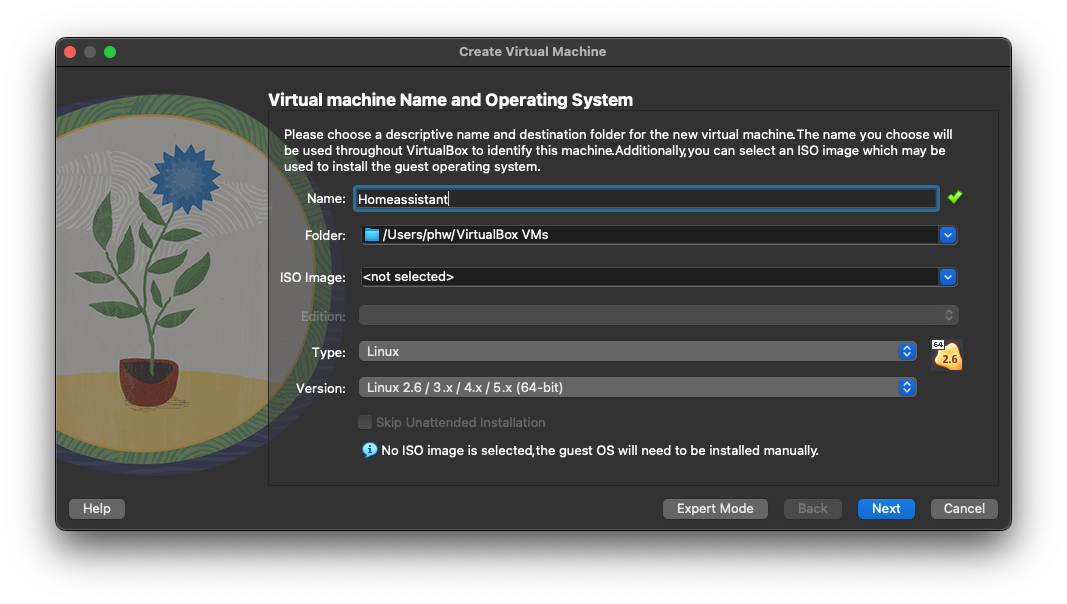 Create Virtual Machine
Virtual machine Name and Operating System
Please choose a descriptive name and destination folder for the new virtual machine.The name you choose will
be used throughout VirtualBox to identify this machine.Additionally,you can select an ISO image which may be
used to install the guest operating system.
Name: Homeassistant
Folder: /Users/phw/VirtualBox VMs
ISO Image: <not selected>
Edition:
Type: Linux
64
2.6
Version: Linux 2.6 / 3.x / 4.x / 5.x (64-bit)
Skip Unattended Installation
No ISO image is selected,the guest OS will need to be installed manually.
Help Expert Mode Back Next Cancel